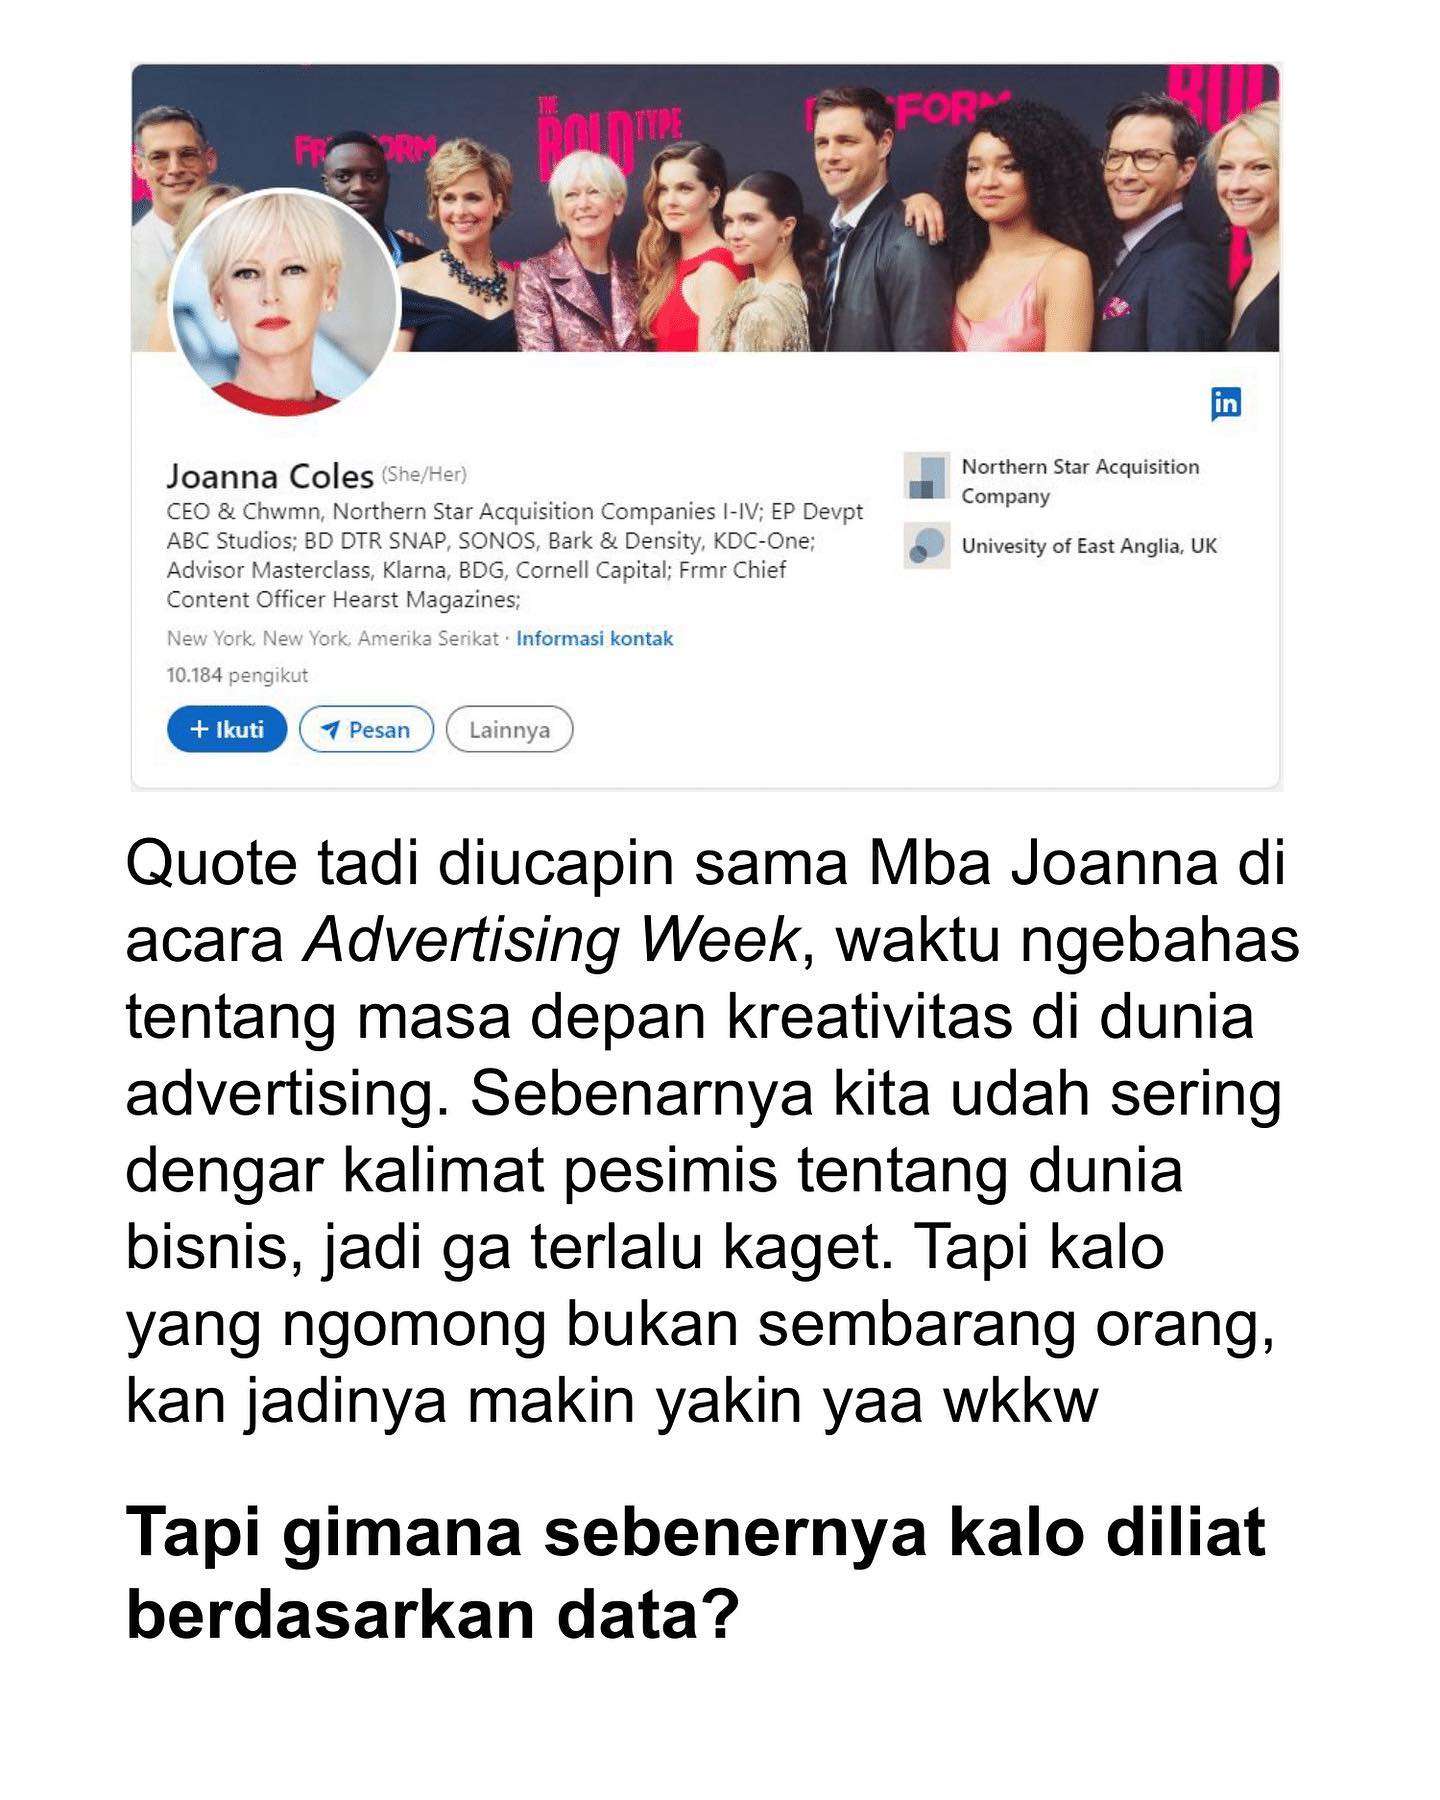 THE
BOLD TYPE
BOLD
FORM
Joanna Coles (She/Her)
CEO & Chwmn, Northern Star Acquisition Companies I-IV; EP Devpt
ABC Studios; BD DTR SNAP, SONOS, Bark & Density, KDC-One;
Advisor Masterclass, Klarna, BDG, Cornell Capital; Frmr Chief
Content Officer Hearst Magazines;
New York, New York, Amerika Serikat · Informasi kontak
10.184 pengikut
+ Ikuti
Pesan
Lainnya
in
Northern Star Acquisition
Company
Univesity of East Anglia, UK
Quote tadi diucapin sama Mba Joanna di
acara Advertising Week, waktu ngebahas
tentang masa depan kreativitas di dunia
advertising. Sebenarnya kita udah sering
dengar kalimat pesimis tentang dunia
bisnis, jadi ga terlalu kaget. Tapi kalo
yang ngomong bukan sembarang orang,
kan jadinya makin yakin yaa wkkw
Tapi gimana sebenernya kalo diliat
berdasarkan data?